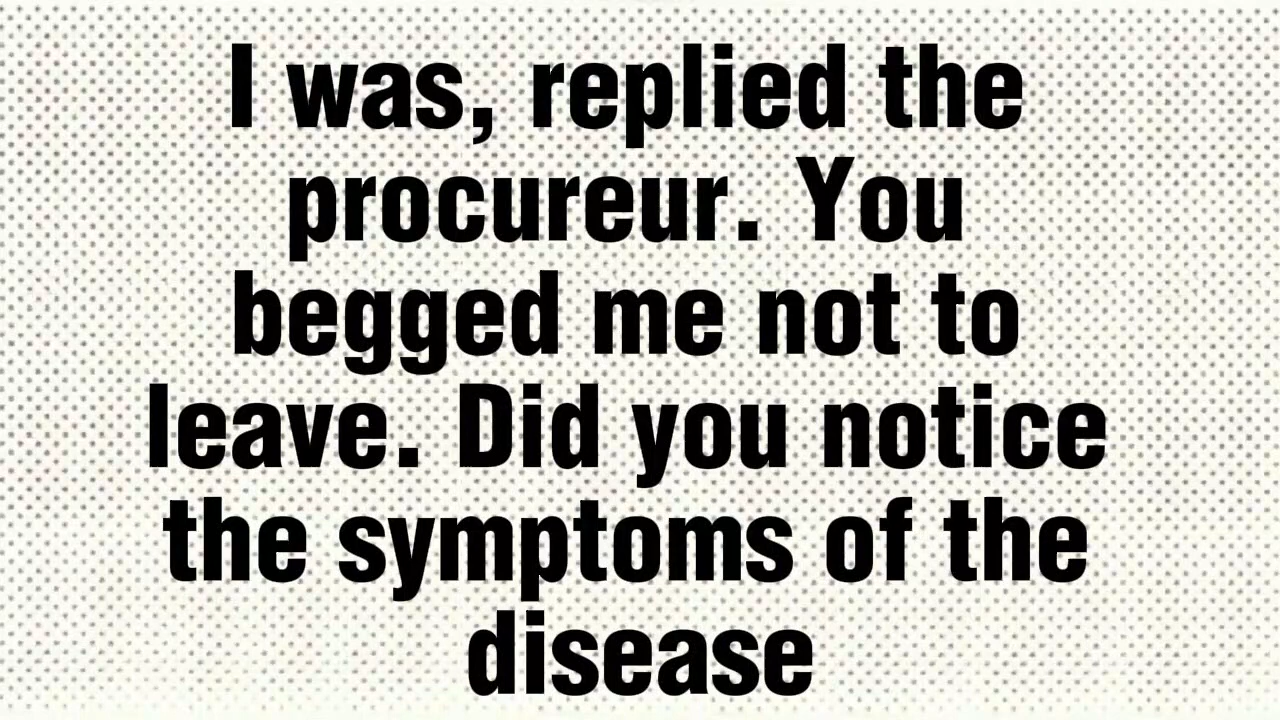 I was, replied the
procureur. You
begged me not to
leave. Did you notice
the symptoms of the
disease